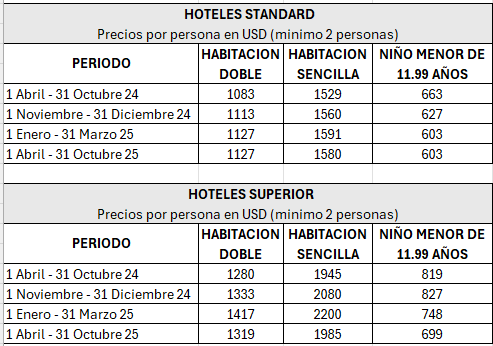 HOTELES STANDARD
Precios por persona en USD (minimo 2 personas)
PERIODO HABITACION DOBLE HABITACION SENCILLA NIÑO MENOR DE 11.99 AÑOS
1 Abril - 31 Octubre 24 1083 1529 663
1 Noviembre - 31 Diciembre 24 1113 1560 627
1 Enero - 31 Marzo 25 1127 1591 603
1 Abril - 31 Octubre 25 1127 1580 603
HOTELES SUPERIOR
Precios por persona en USD (minimo 2 personas)
PERIODO HABITACION DOBLE HABITACION SENCILLA NIÑO MENOR DE 11.99 AÑOS
1 Abril - 31 Octubre 24 1280 1945 819
1 Noviembre - 31 Diciembre 24 1333 2080 827
1 Enero - 31 Marzo 25 1417 2200 748
1 Abril - 31 Octubre 25 1319 1985 699